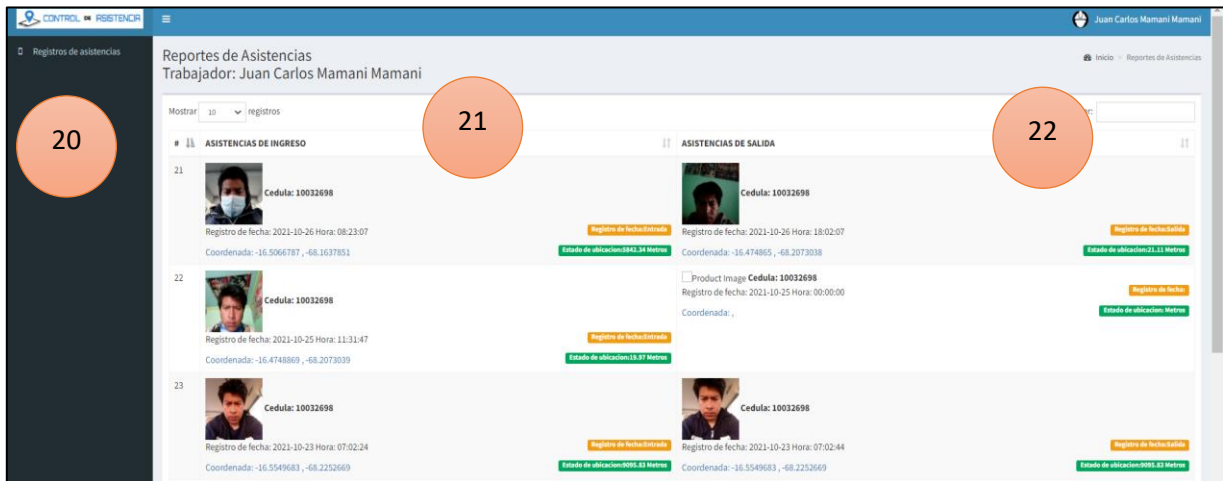 CONTROL DE ASISTENCIA
Juan Carlos Mamani Mamani
Registros de asistencias
Reportes de Asistencias
Trabajador: Juan Carlos Mamani Mamani
Inicio > Reportes de Asistencias
Mostrar 10 registros
20
21
22
# ASISTENCIAS DE INGRESO ASISTENCIAS DE SALIDA
21
Cedula: 10032698
Registro de fecha: 2021-10-26 Hora: 08:23:07
Registro de fecha:Entrada
Coordenada: -16.5066787 , -68.1637851
Estado de ubicacion:5843.34 Metros
Cedula: 10032698
Registro de fecha: 2021-10-26 Hora: 18:02:07
Registro de fecha:Salida
Coordenada: -16.474865 , -68.2073038
Estado de ubicacion:21.11 Metros
22
Cedula: 10032698
Registro de fecha: 2021-10-25 Hora: 11:31:47
Registro de fecha:Entrada
Coordenada: -16.4748869 , -68.2073039
Estado de ubicacion:19.97 Metros
Product Image Cedula: 10032698
Registro de fecha: 2021-10-25 Hora: 00:00:00
Registro de fecha:
Coordenada: ,
Estado de ubicacion: Metros
23
Cedula: 10032698
Registro de fecha: 2021-10-23 Hora: 07:02:24
Registro de fecha:Entrada
Coordenada: -16.5549683 , -68.2252669
Estado de ubicacion:9095.83 Metros
Cedula: 10032698
Registro de fecha: 2021-10-23 Hora: 07:02:44
Registro de fecha:Salida
Coordenada: -16.5549683 , -68.2252669
Estado de ubicacion:9095.83 Metros